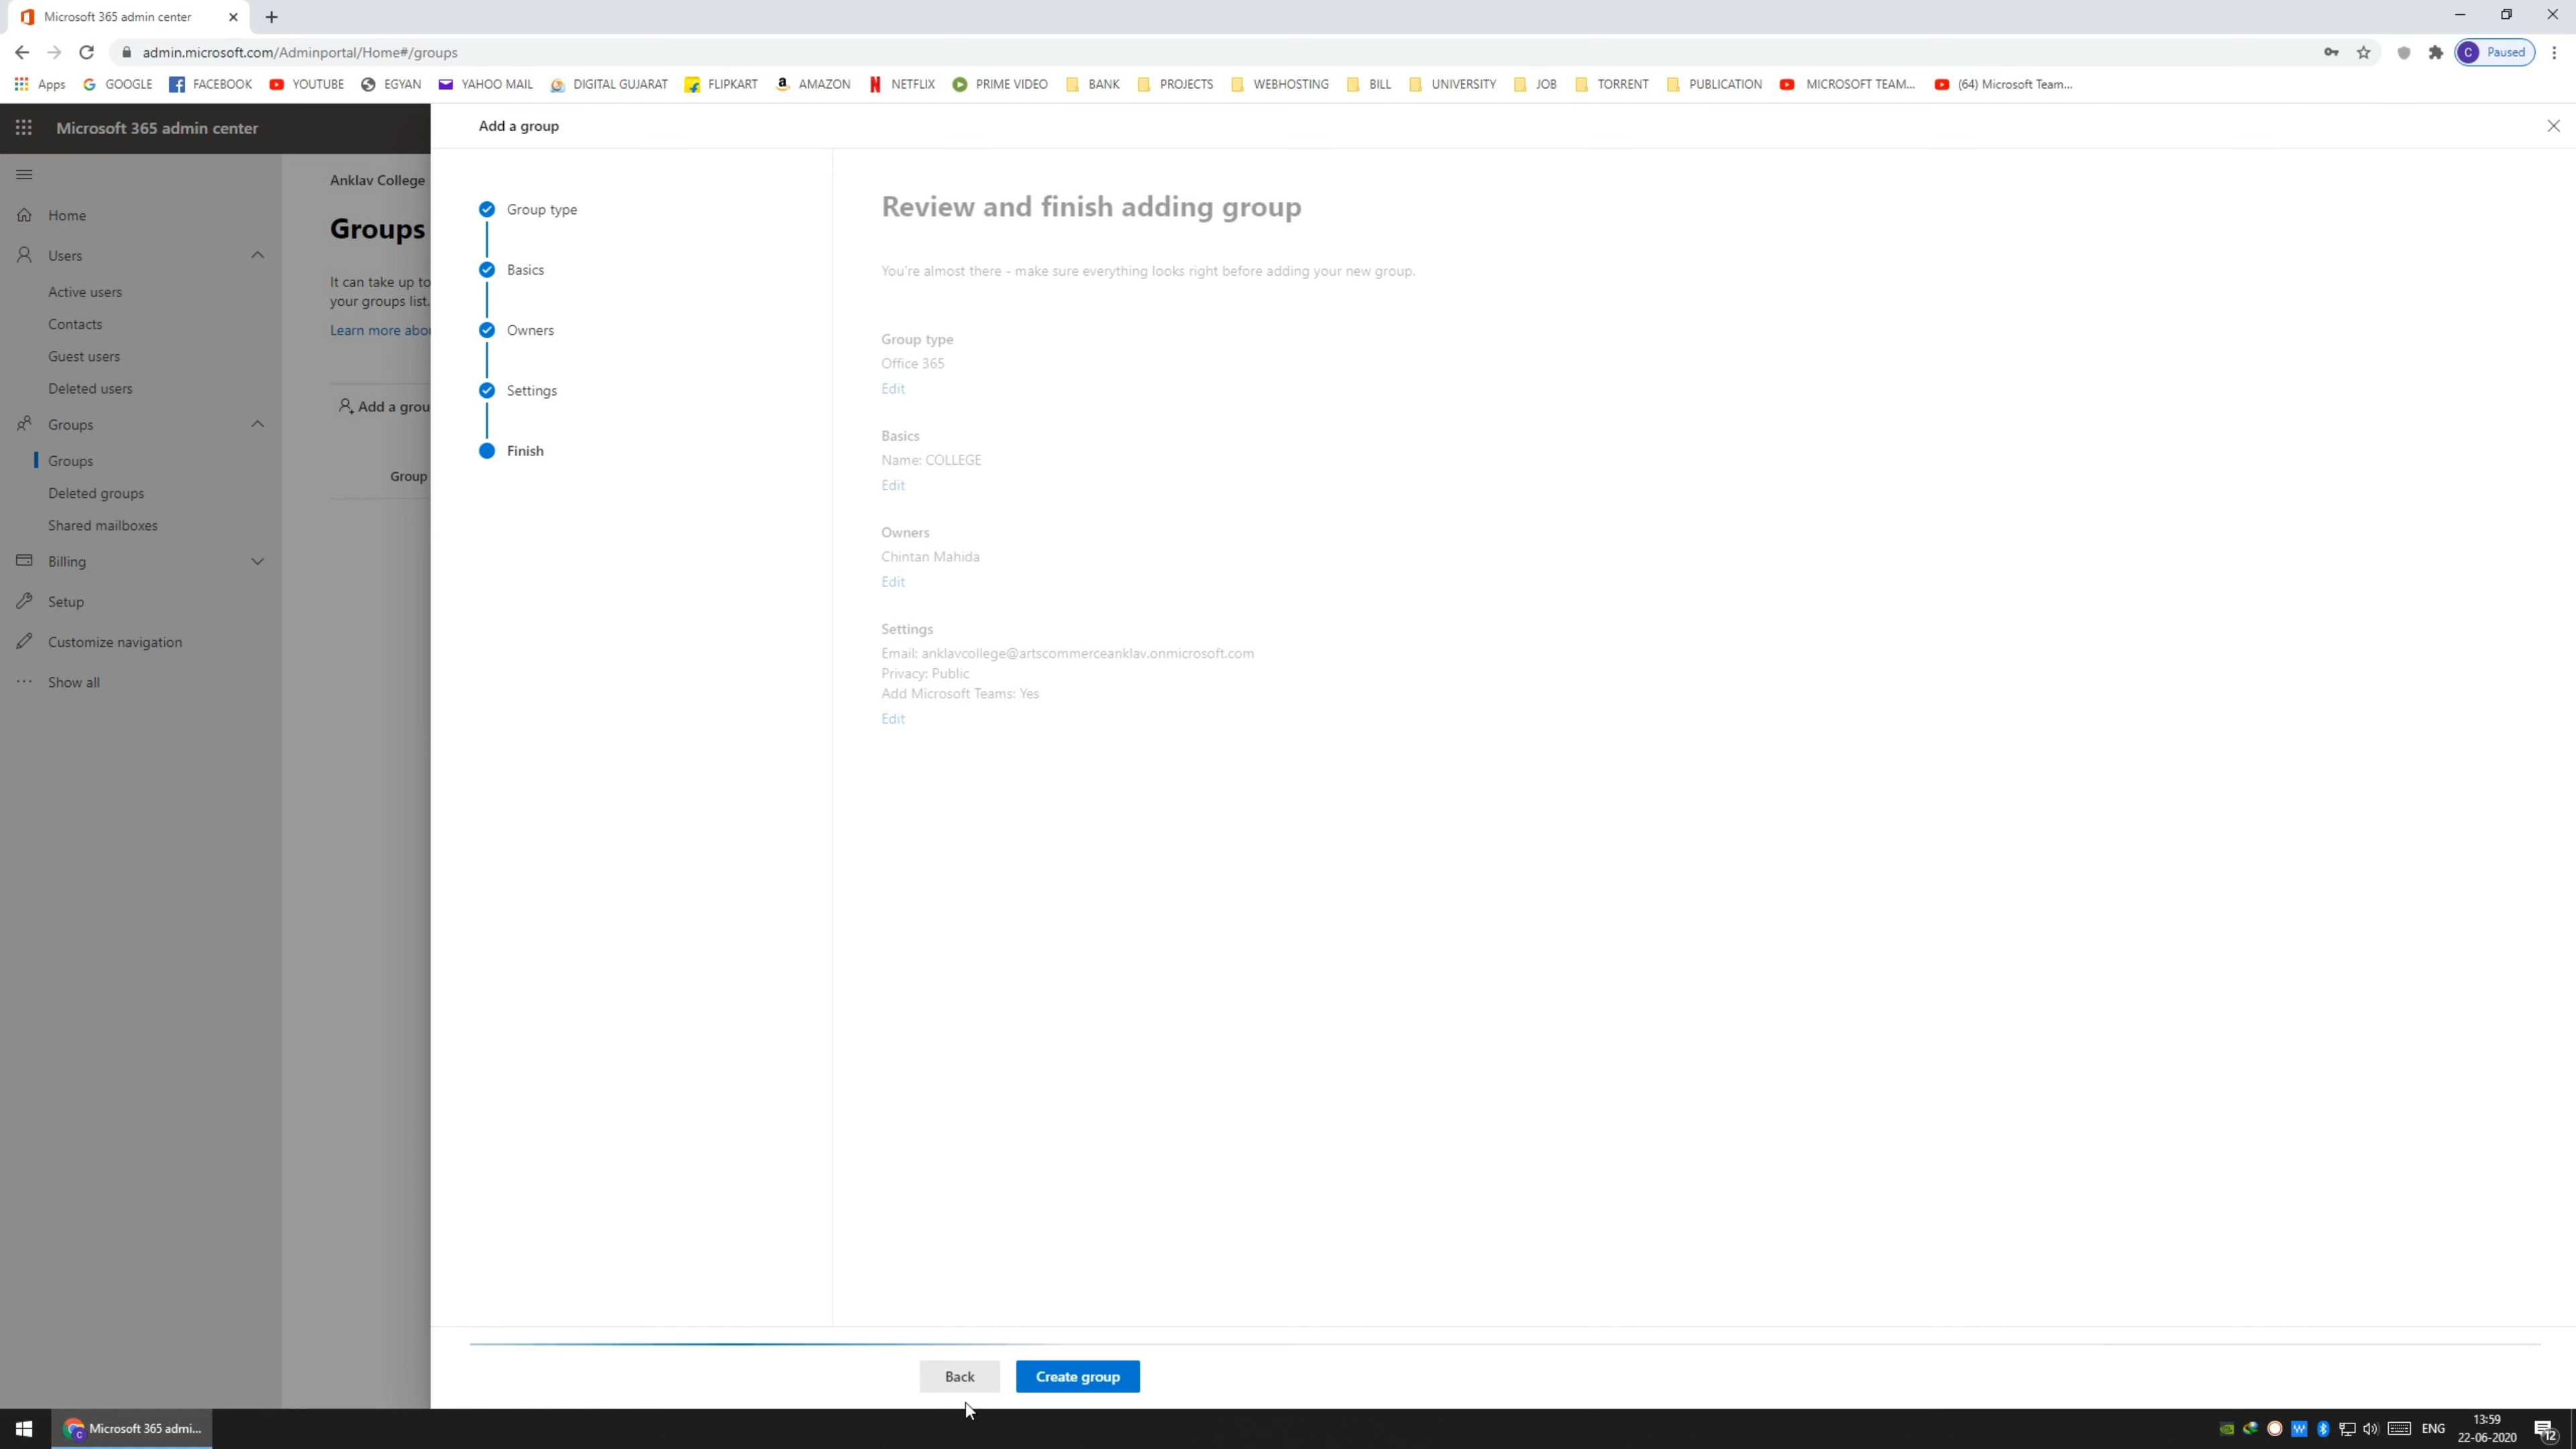 Microsoft 365 admin center
admin.microsoft.com/Adminportal/Home#/groups
C Paused
Apps GOOGLE FACEBOOK YOUTUBE EGYAN YAHOO MAIL DIGITAL GUJARAT FLIPKART AMAZON NETFLIX PRIME VIDEO BANK PROJECTS WEBHOSTING BILL UNIVERSITY JOB TORRENT PUBLICATION MICROSOFT TEAM... (64) Microsoft Team...
Microsoft 365 admin center
Home
Users
Active users
Contacts
Guest users
Deleted users
Groups
Groups
Deleted groups
Shared mailboxes
Billing
Setup
Customize navigation
Show all
Anklav College
Groups
It can take up to
your groups list.
Learn more abou
Add a grou
Group
Add a group
Group type
Basics
Owners
Settings
Finish
Review and finish adding group
You're almost there - make sure everything looks right before adding your new group.
Group type
Office 365
Edit
Basics
Name: COLLEGE
Edit
Owners
Chintan Mahida
Edit
Settings
Email: anklavcollege@artscommerceanklav.onmicrosoft.com
Privacy: Public
Add Microsoft Teams: Yes
Edit
Back
Create group
Microsoft 365 admi...
ENG
13:59
22-06-2020
12